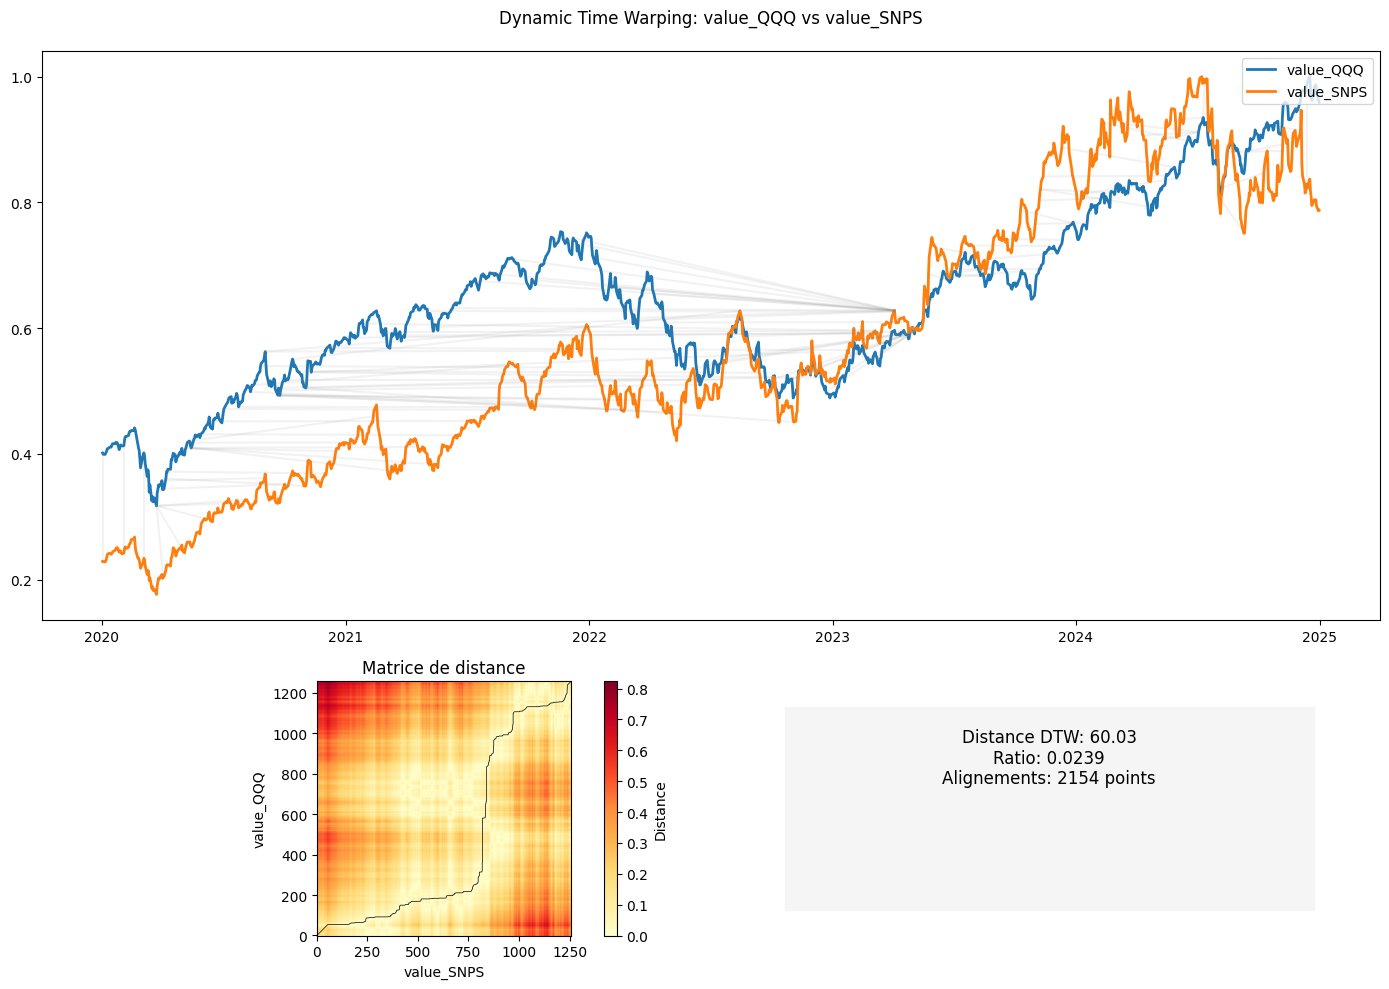 Dynamic Time Warping: value_QQQ vs value_SNPS
value_QQQ
value_SNPS
1.0
0.8
0.6
0.4
0.2
2020 2021 2022 2023 2024 2025
Matrice de distance
value_QQQ
1200
1000
800
600
400
200
0
0 250 500 750 1000 1250
value_SNPS
0.8
0.7
0.6
0.5
0.4
0.3
0.2
0.1
0.0
Distance
Distance DTW: 60.03
Ratio: 0.0239
Alignements: 2154 points